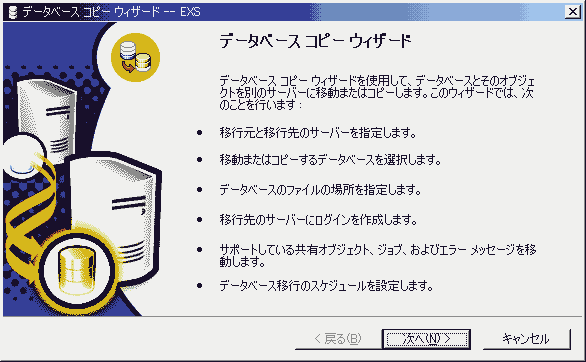 データベース コピー ウィザード -- EXS
データベース コピー ウィザード
データベース コピー ウィザードを使用して、データベースとそのオブジェ
クトを別のサーバーに移動またはコピーします。このウィザードでは、次
のことを行います :
• 移行元と移行先のサーバーを指定します。
• 移動またはコピーするデータベースを選択します。
• データベースのファイルの場所を指定します。
• 移行先のサーバーにログインを作成します。
• サポートしている共有オブジェクト、ジョブ、およびエラー メッセージを移
動します。
• データベース移行のスケジュールを設定します。
< 戻る(B)
次へ(N) >
キャンセル